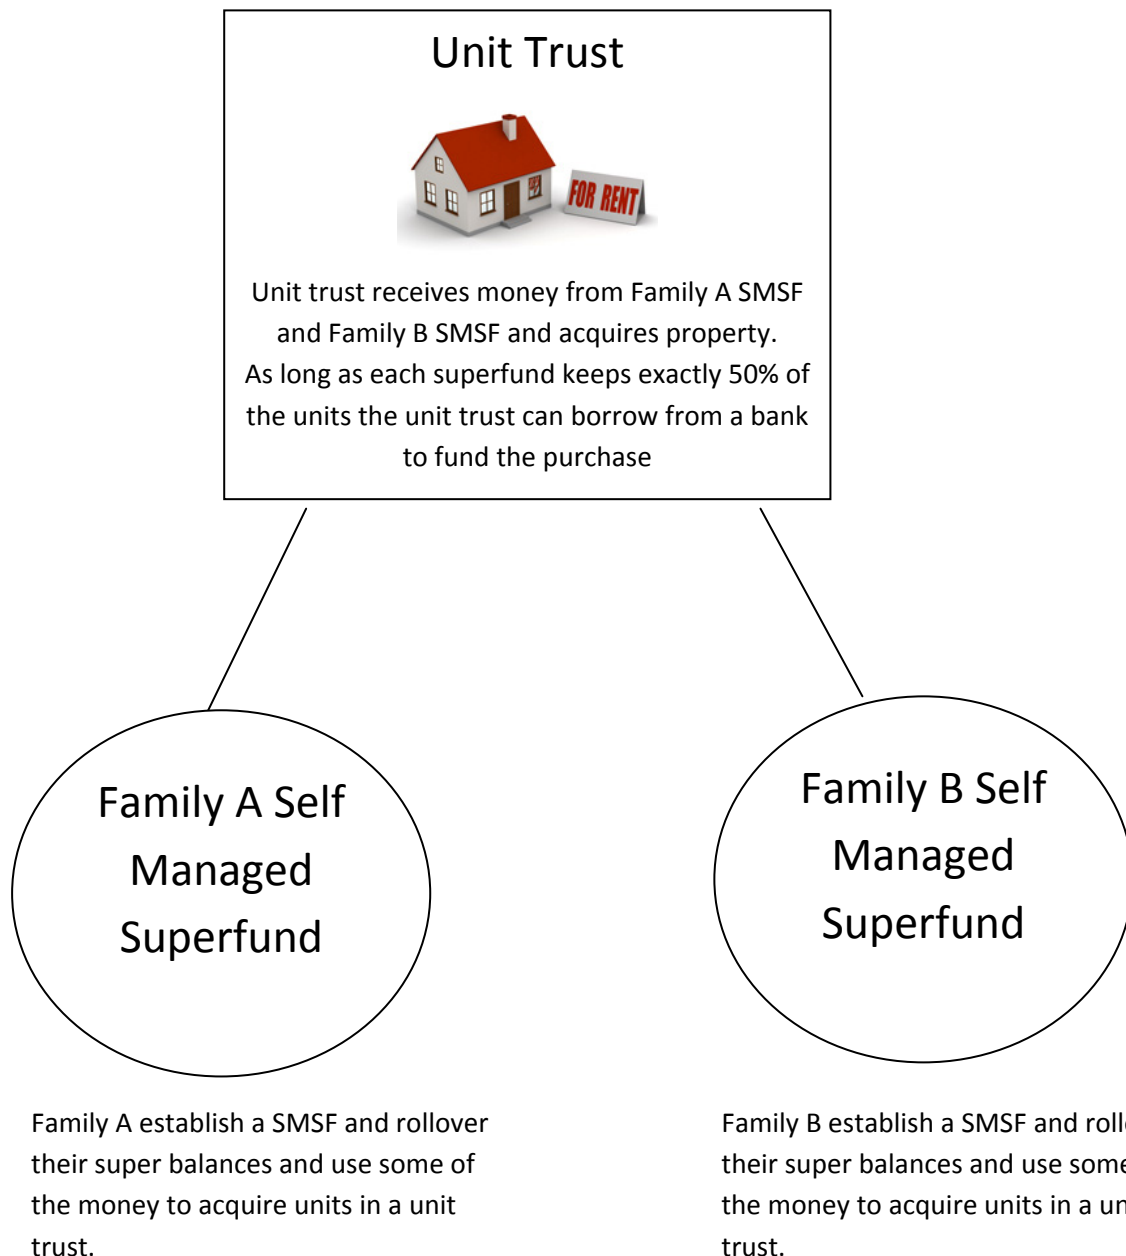 Unit Trust
FOR RENT
Unit trust receives money from Family A SMSF
and Family B SMSF and acquires property.
As long as each superfund keeps exactly 50% of
the units the unit trust can borrow from a bank
to fund the purchase
Family A Self
Managed
Superfund
Family B Self
Managed
Superfund
Family A establish a SMSF and rollover
their super balances and use some of
the money to acquire units in a unit
trust.
Family B establish a SMSF and roll
their super balances and use some
the money to acquire units in a un
trust.